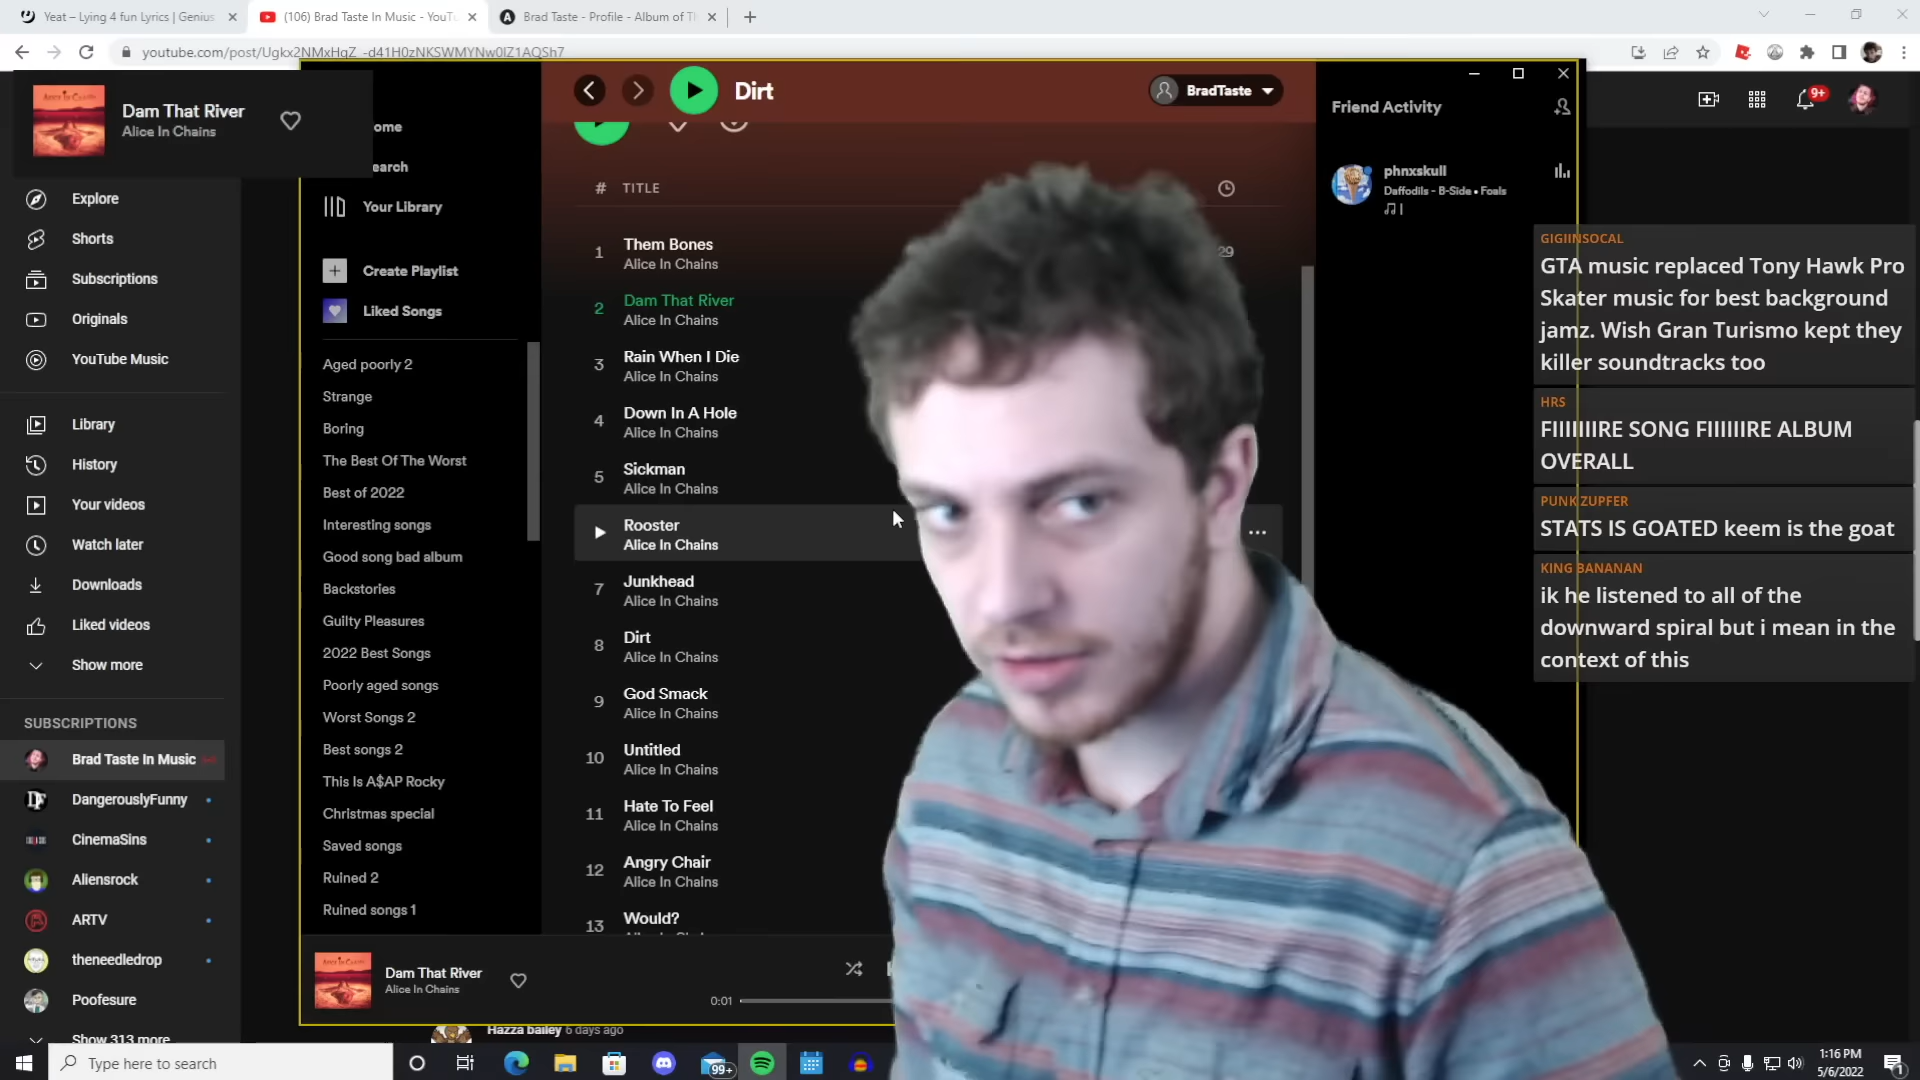 Yeat – Lying 4 fun Lyrics | Genius
(106) Brad Taste In Music - YouTu
Brad Taste - Profile - Album of Th
youtube.com/post/Ugkx2NMxHgZ_-d41H0zNKSWMYNw0lZ1AQSh7
Dam That River
Alice In Chains
Explore
Shorts
Subscriptions
Originals
YouTube Music
Library
History
Your videos
Watch later
Downloads
Liked videos
Show more
SUBSCRIPTIONS
Brad Taste In Music
DangerouslyFunny
CinemaSins
Aliensrock
ARTV
theneedledrop
Poofesure
Show 313 more
ome
earch
Your Library
Create Playlist
Liked Songs
Aged poorly 2
Strange
Boring
The Best Of The Worst
Best of 2022
Interesting songs
Good song bad album
Backstories
Guilty Pleasures
2022 Best Songs
Poorly aged songs
Worst Songs 2
Best songs 2
This Is A$AP Rocky
Christmas special
Saved songs
Ruined 2
Ruined songs 1
Dirt
BradTaste
# TITLE
1 Them Bones
Alice In Chains
29
2 Dam That River
Alice In Chains
3 Rain When I Die
Alice In Chains
4 Down In A Hole
Alice In Chains
5 Sickman
Alice In Chains
Rooster
Alice In Chains
7 Junkhead
Alice In Chains
8 Dirt
Alice In Chains
9 God Smack
Alice In Chains
10 Untitled
Alice In Chains
11 Hate To Feel
Alice In Chains
12 Angry Chair
Alice In Chains
13 Would?
Dam That River
Alice In Chains
0:01
Friend Activity
phnxskull
Daffodils - B-Side • Foals
9+
GIGIINSOCAL
GTA music replaced Tony Hawk Pro
Skater music for best background
jamz. Wish Gran Turismo kept they
killer soundtracks too
HRS
FIIIIIIRE SONG FIIIIIIRE ALBUM
OVERALL
PUNK ZUPFER
STATS IS GOATED keem is the goat
KING BANANAN
ik he listened to all of the
downward spiral but i mean in the
context of this
Hazza bailey 6 days ago
Type here to search
99+
1:16 PM
5/6/2022
1